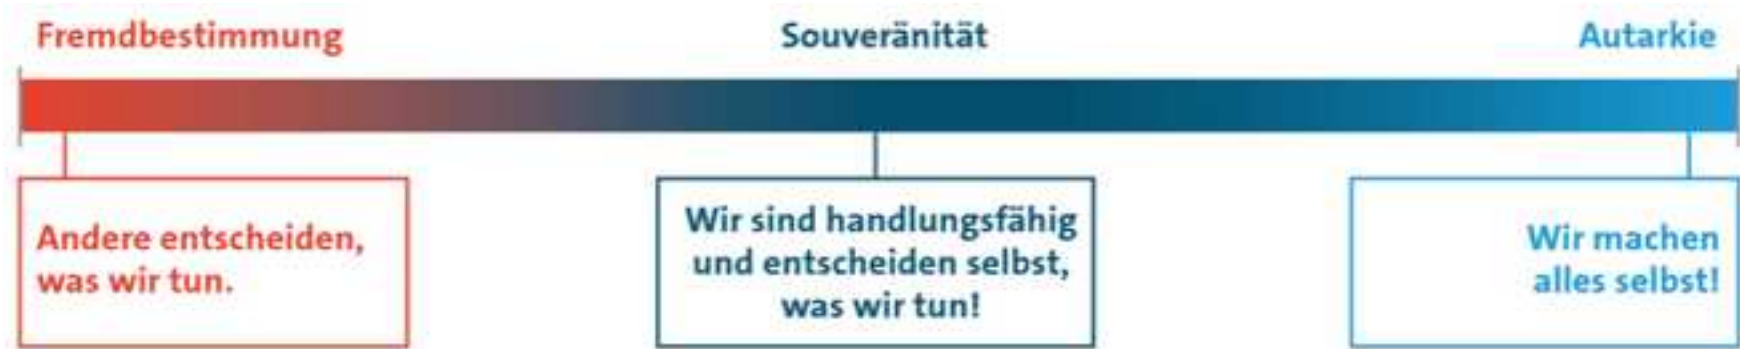 Fremdbestimmung
Souveränität
Autarkie
Andere entscheiden,
was wir tun.
Wir sind handlungsfähig
und entscheiden selbst,
was wir tun!
Wir machen
alles selbst!